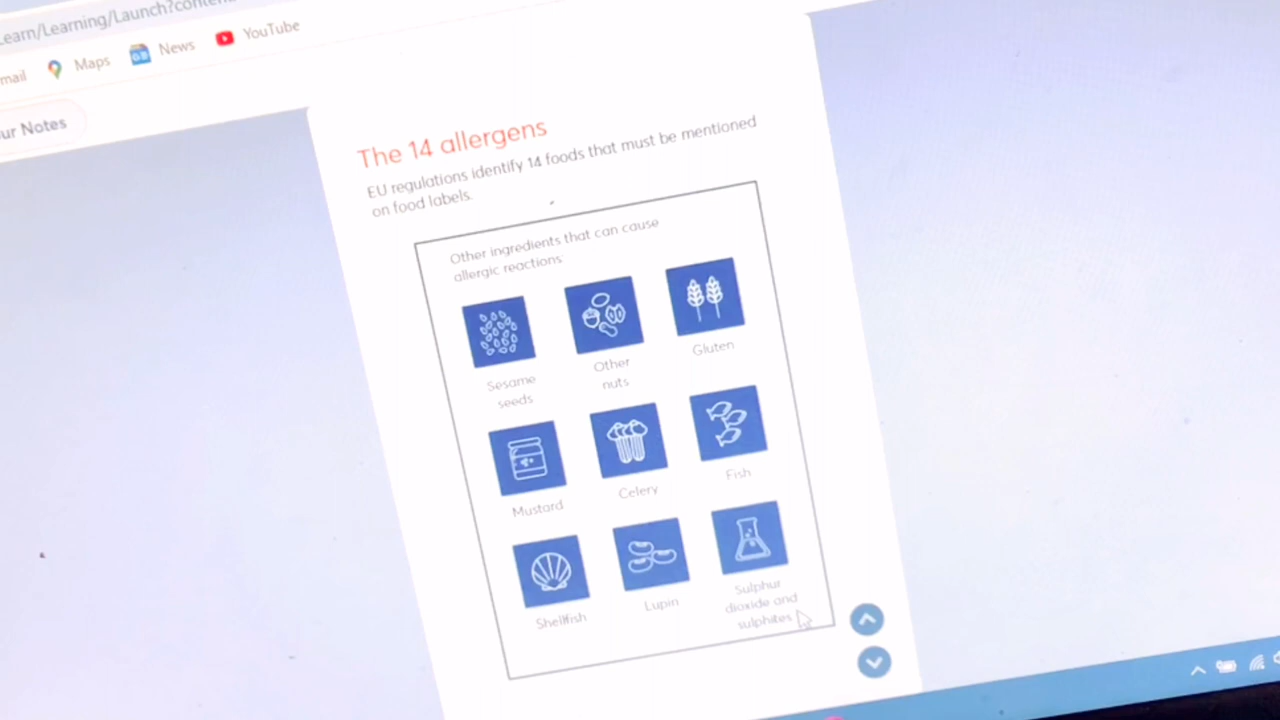 Learn/Learning/Launch?conten
mail Maps News YouTube
ur Notes
The 14 allergens
EU regulations identify 14 foods that must be mentioned
on food labels.
Other ingredients that can cause
allergic reactions:
Sesame
seeds
Other
nuts
Gluten
Mustard
Celery
Fish
Shellfish
Lupin
Sulphur
dioxide and
sulphites